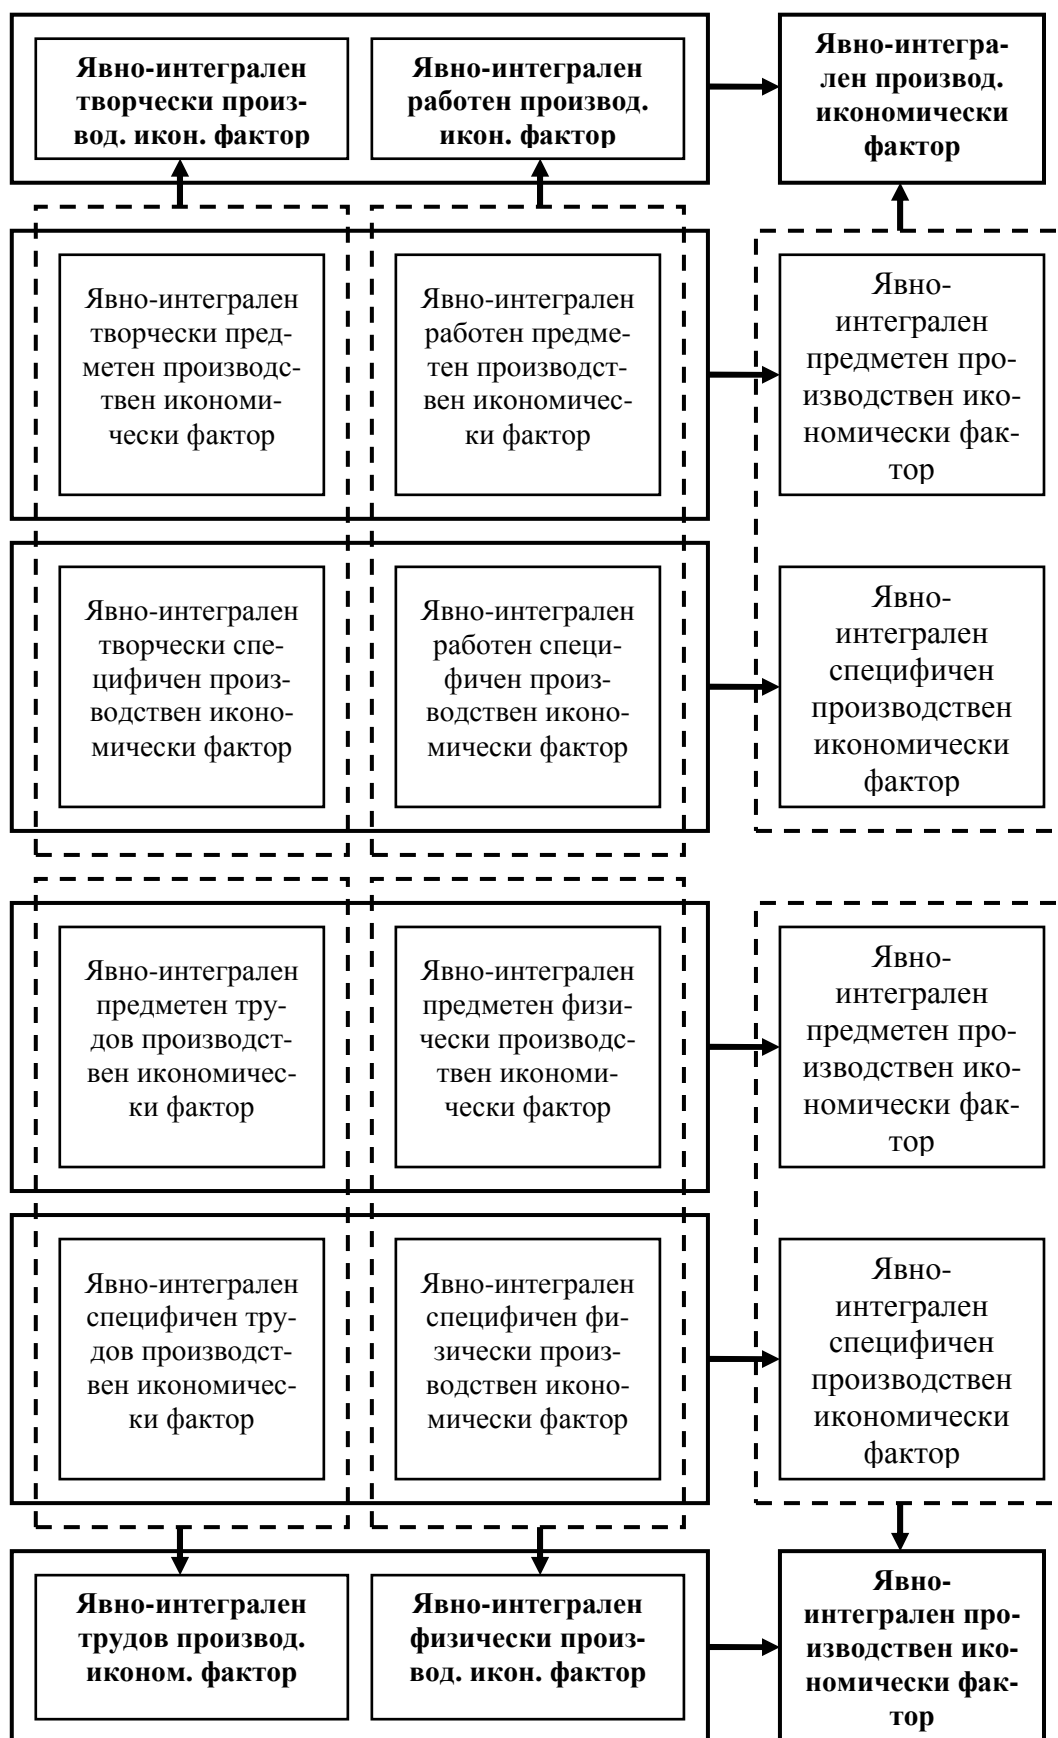 Явно-интегрален
творчески произ-
вод. икон. фактор
Явно-интегрален
работен производ.
икон. фактор
Явно-интегра-
лен производ.
икономически
фактор
Явно-интегрален
творчески пред-
метен производс-
твен икономи-
чески фактор
Явно-интегрален
работен предме-
тен производст-
вен икономичес-
ки фактор
Явно-
интегрален
предметен про-
изводствен ико-
номически фак-
тор
Явно-интегрален
творчески спе-
цифичен произ-
водствен иконо-
мически фактор
Явно-интегрален
работен специ-
фичен произ-
водствен иконо-
мически фактор
Явно-
интегрален
специфичен
производствен
икономически
фактор
Явно-интегрален
предметен тру-
дов производст-
вен икономичес-
ки фактор
Явно-интегрален
предметен физи-
чески производс-
твен икономи-
чески фактор
Явно-
интегрален
предметен про-
изводствен ико-
номически фак-
тор
Явно-интегрален
специфичен тру-
дов производст-
вен икономичес-
ки фактор
Явно-интегрален
специфичен фи-
зически произ-
водствен иконо-
мически фактор
Явно-
интегрален
специфичен
производствен
икономически
фактор
Явно-интегрален
трудов произвол.
иконом. фактор
Явно-интегрален
физически произ-
вод. икон. фактор
Явно-
интегрален про-
изводствен ико-
номически фак-
тор